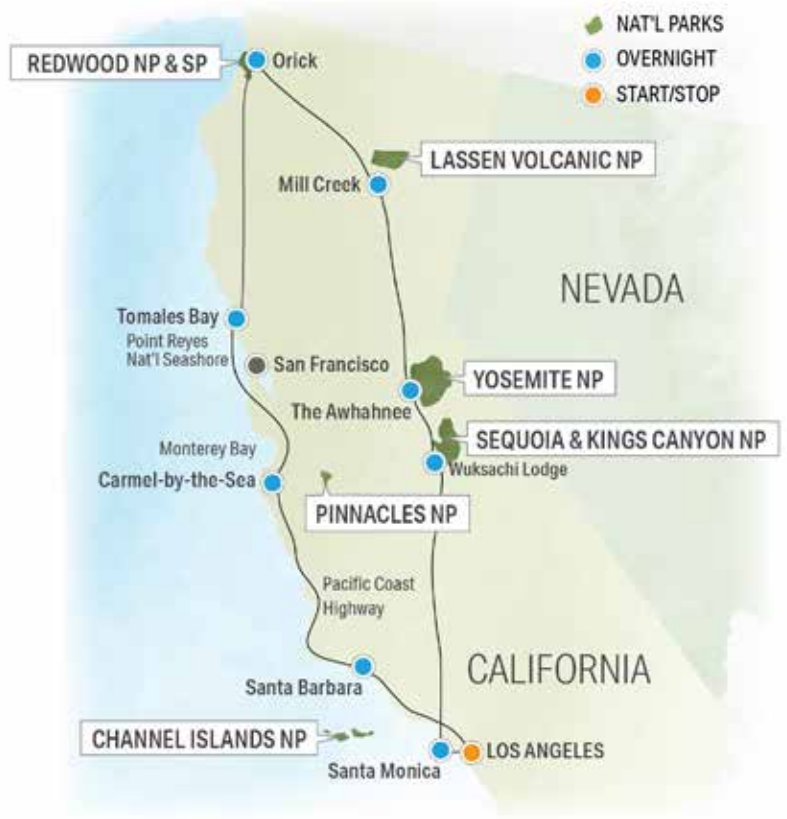 NAT'L PARKS
OVERNIGHT
START/STOP
REDWOOD NP & SP
Orick
LASSEN VOLCANIC NP
Mill Creek
NEVADA
Tomales Bay
Point Reyes
Nat'l Seashore
San Francisco
YOSEMITE NP
The Awhahnee
SEQUOIA & KINGS CANYON NP
Monterey Bay
Wuksachi Lodge
Carmel-by-the-Sea
PINNACLES NP
Pacific Coast
Highway
CALIFORNIA
Santa Barbara
CHANNEL ISLANDS NP
LOS ANGELES
Santa Monica